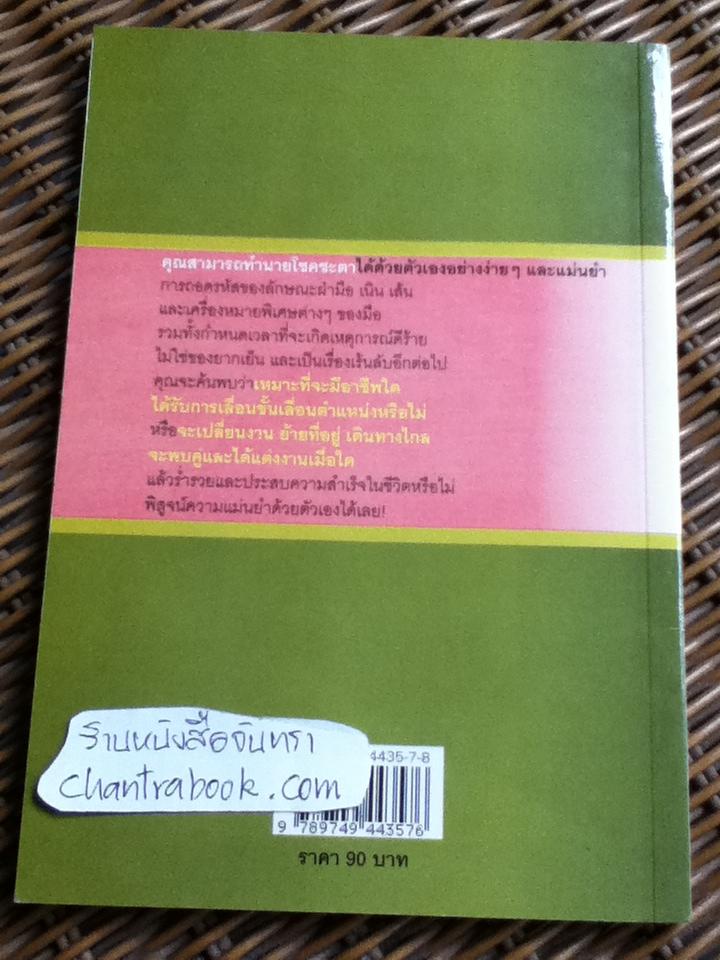 คุณสามารถทำนายโชคชะตาได้ด้วยตัวเองอย่างง่ายๆ และแม่นยำ
การถอดรหัสของลักษณะฝ่ามือ เนิน เส้น
และเครื่องหมายพิเศษต่างๆ ของมือ
รวมทั้งกำหนดเวลาที่จะเกิดเหตุการณ์ดีร้าย
ไม่ใช่ของยากเย็น และเป็นเรื่องเร้นลับอีกต่อไป
คุณจะค้นพบว่าเหมาะที่จะมีอาชีพใด
ได้รับการเลื่อนขั้นเลื่อนตำแหน่งหรือไม่
หรือจะเปลี่ยนงาน ย้ายที่อยู่ เดินทางไกล
จะพบคู่และได้แต่งงานเมื่อใด
แล้วร่ำรวยและประสบความสำเร็จในชีวิตหรือไม่
พิสูจน์ความแม่นยำด้วยตัวเองได้เลย!
ร้านหนังสือจันทรา
chantrabook.com
4435-7-8
9 789749 443576
ราคา 90 บาท